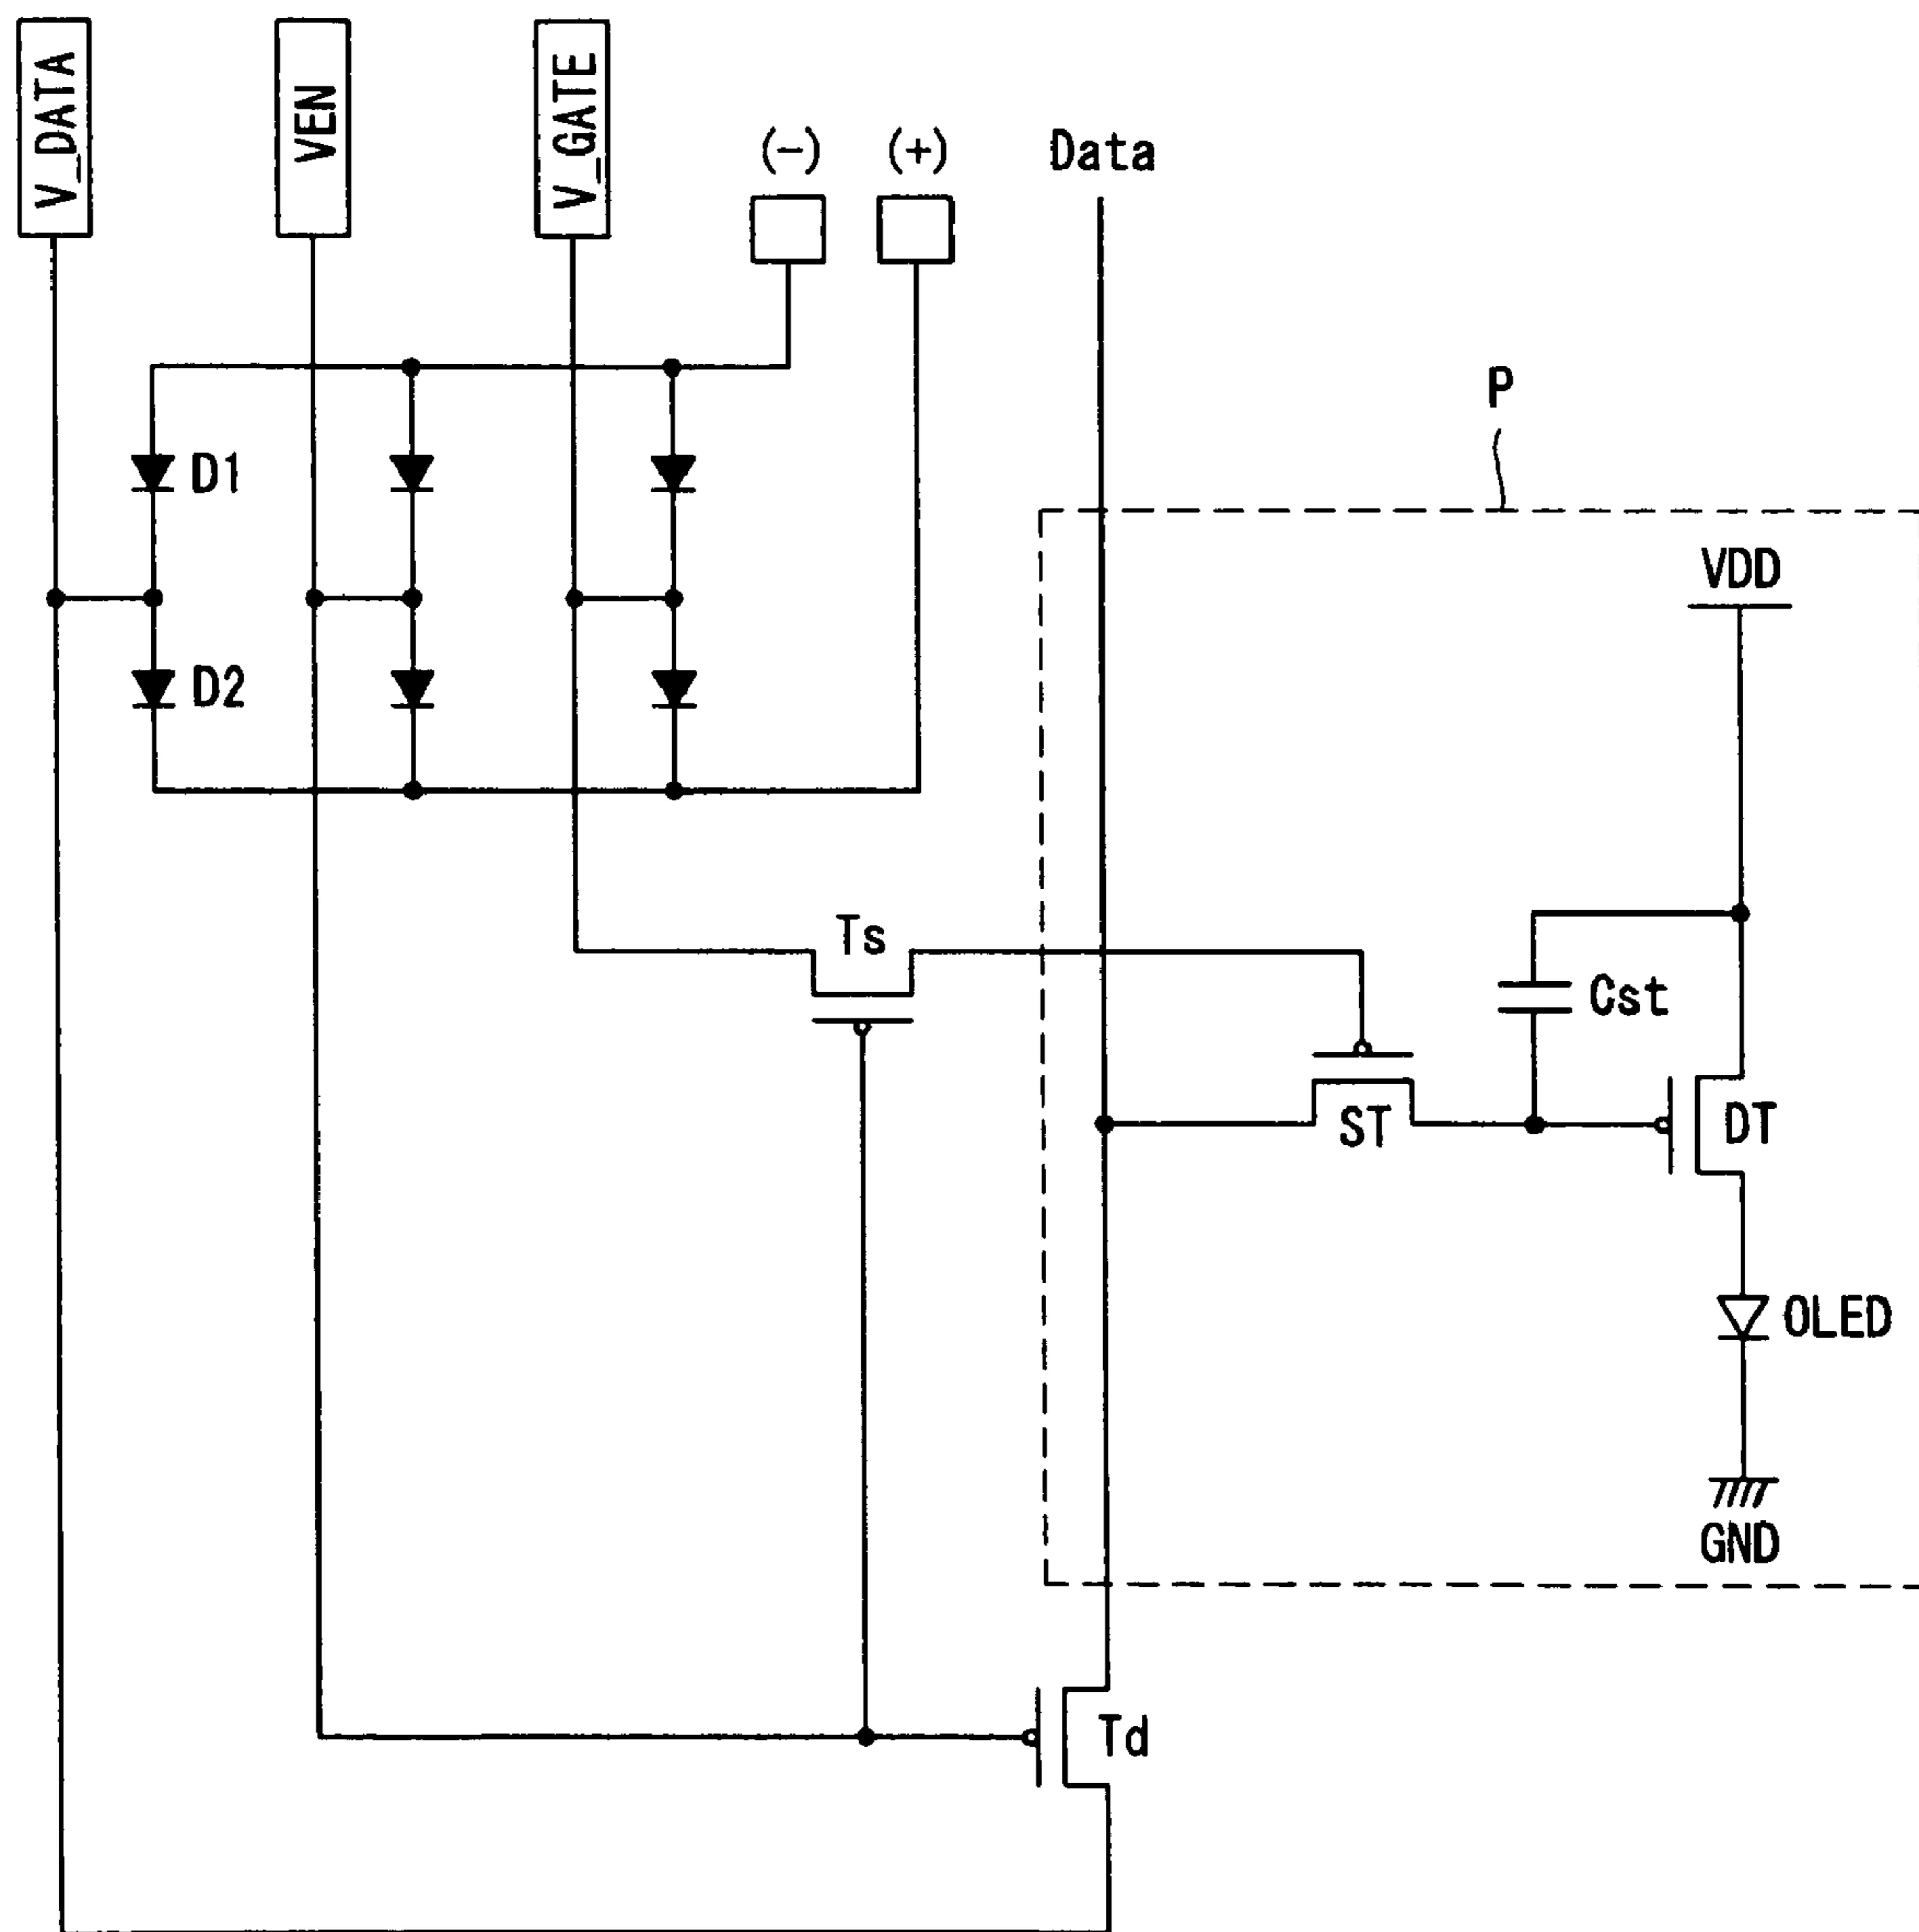 V_DATA
VEN
V_GATE
(-)
(+)
Data
P
D1
VDD
D2
Ts
Cst
ST
DT
OLED
GND
Td